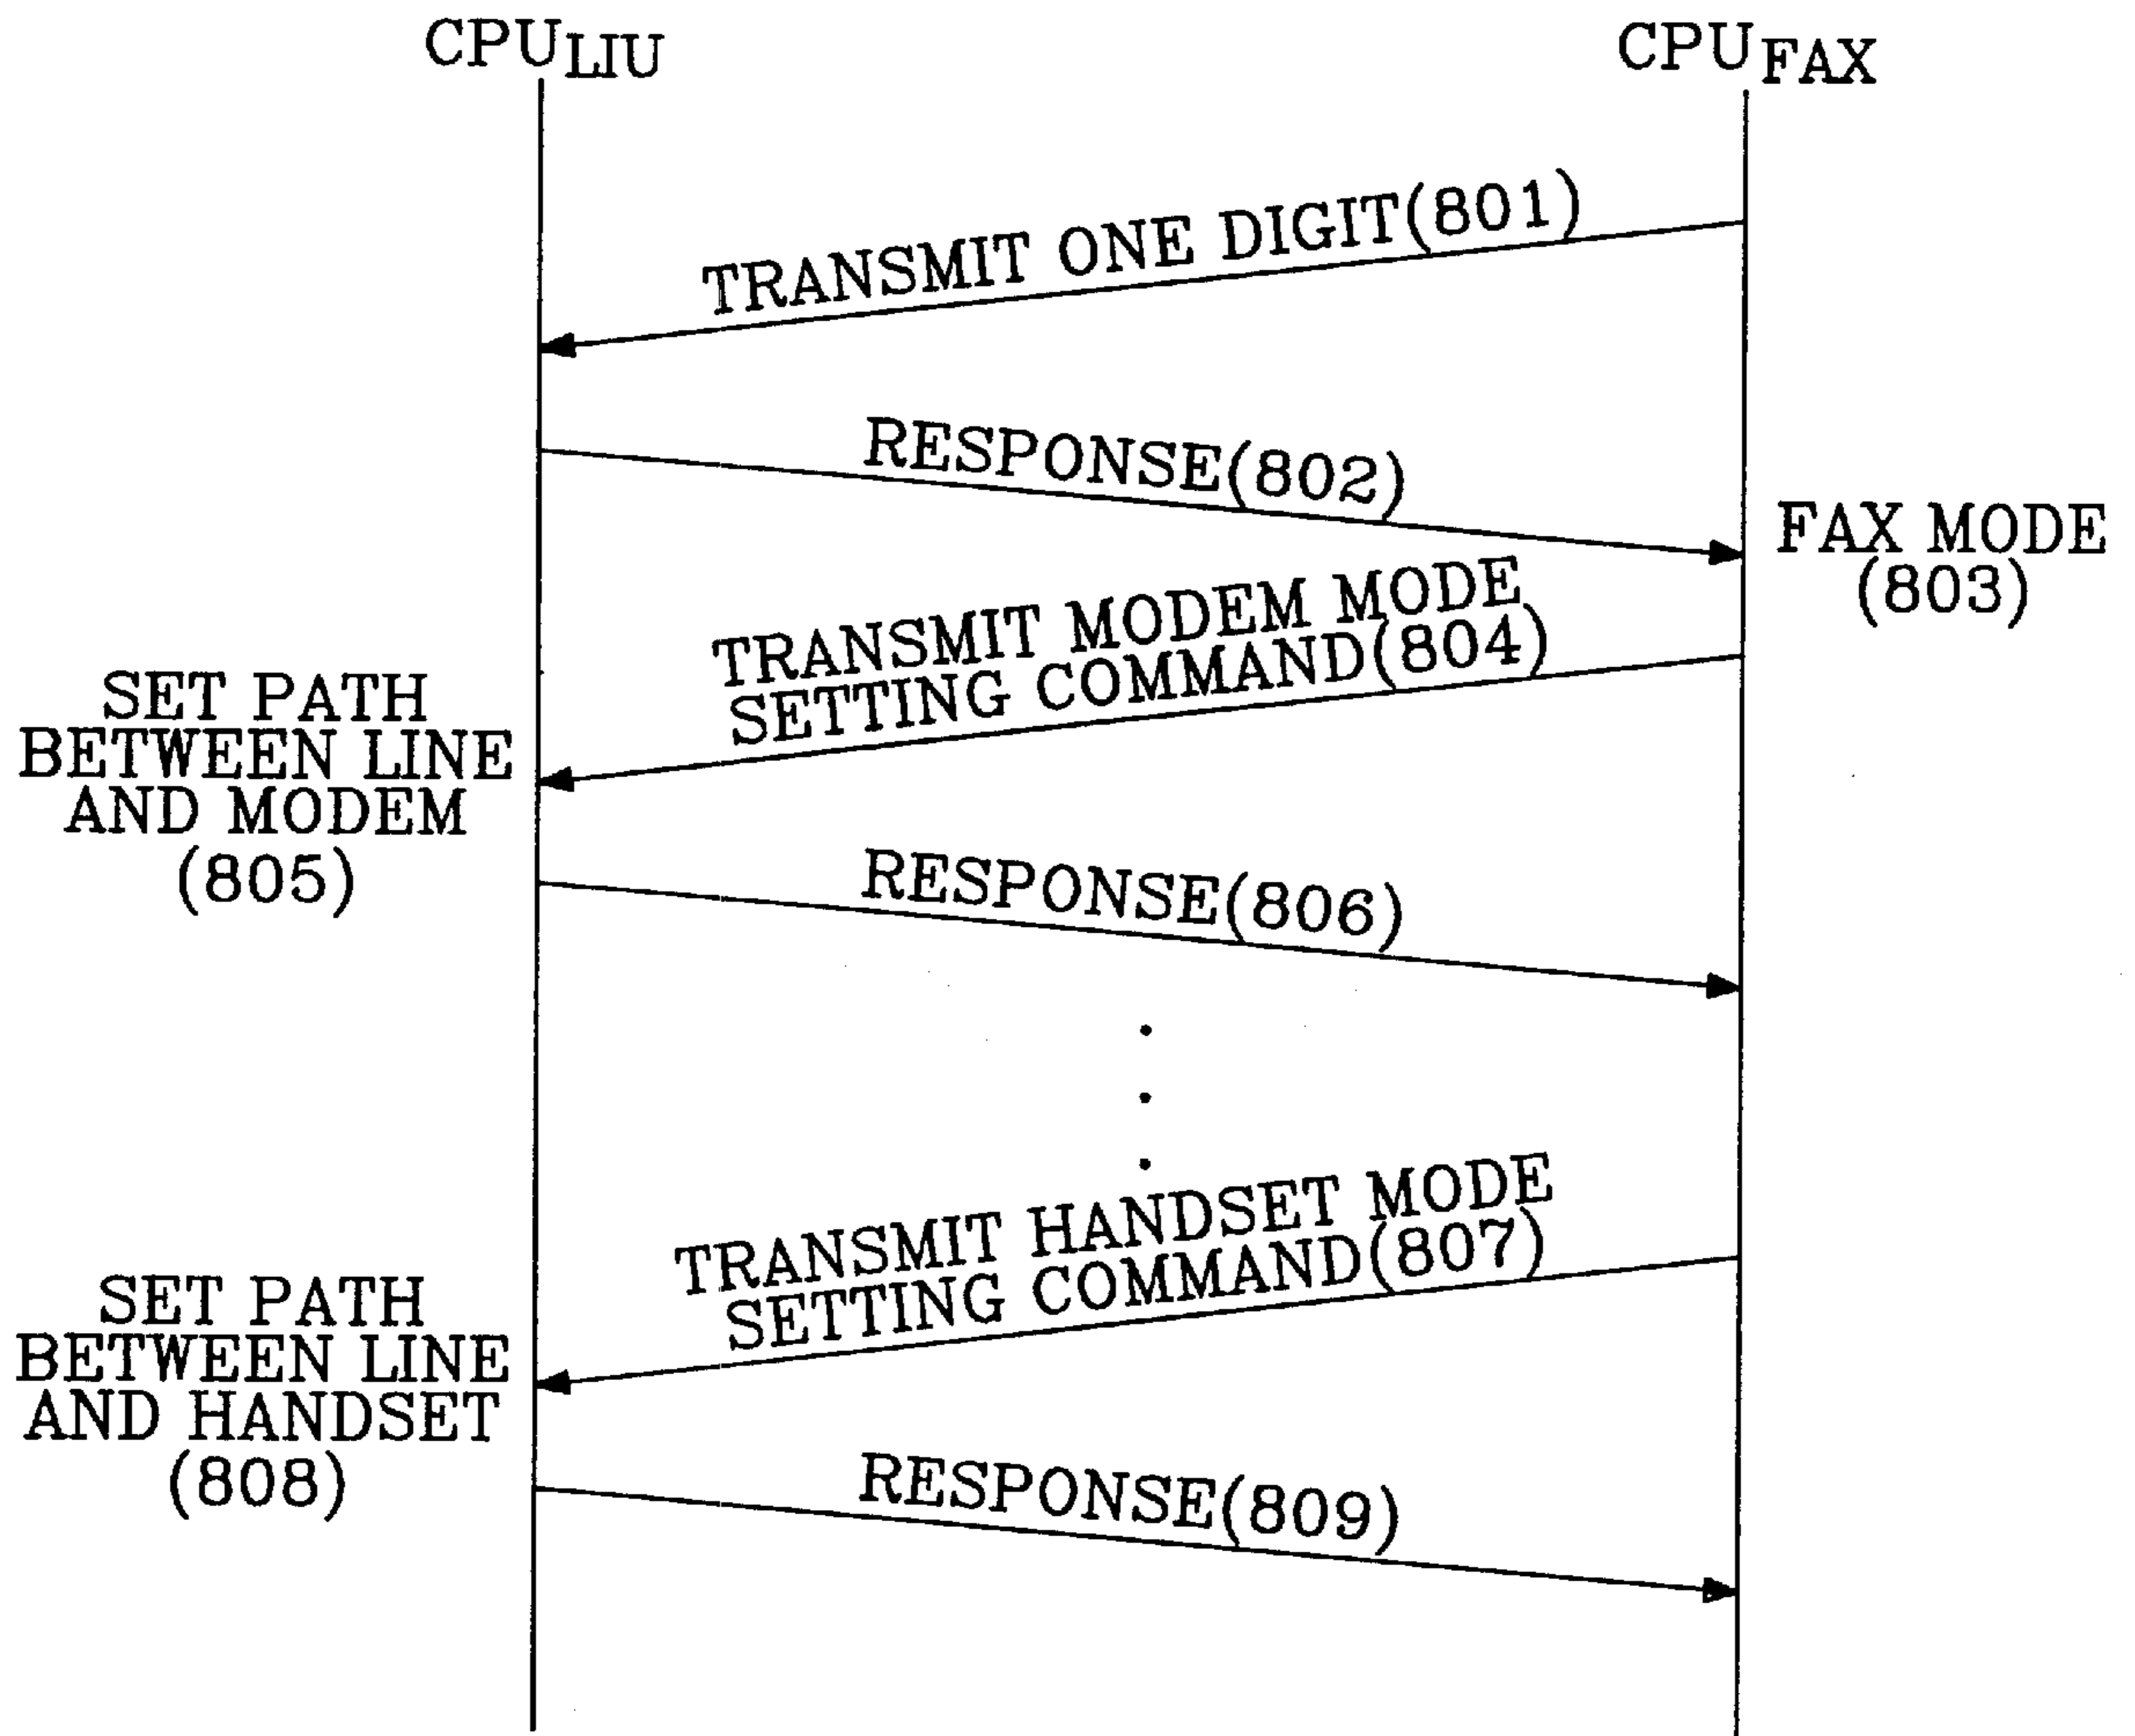 CPU_LIU
CPU_FAX
TRANSMIT ONE DIGIT(801)
RESPONSE(802)
FAX MODE
(803)
TRANSMIT MODEM MODE
SETTING COMMAND(804)
SET PATH
BETWEEN LINE
AND MODEM
(805)
RESPONSE(806)
TRANSMIT HANDSET MODE
SETTING COMMAND(807)
SET PATH
BETWEEN LINE
AND HANDSET
(808)
RESPONSE(809)